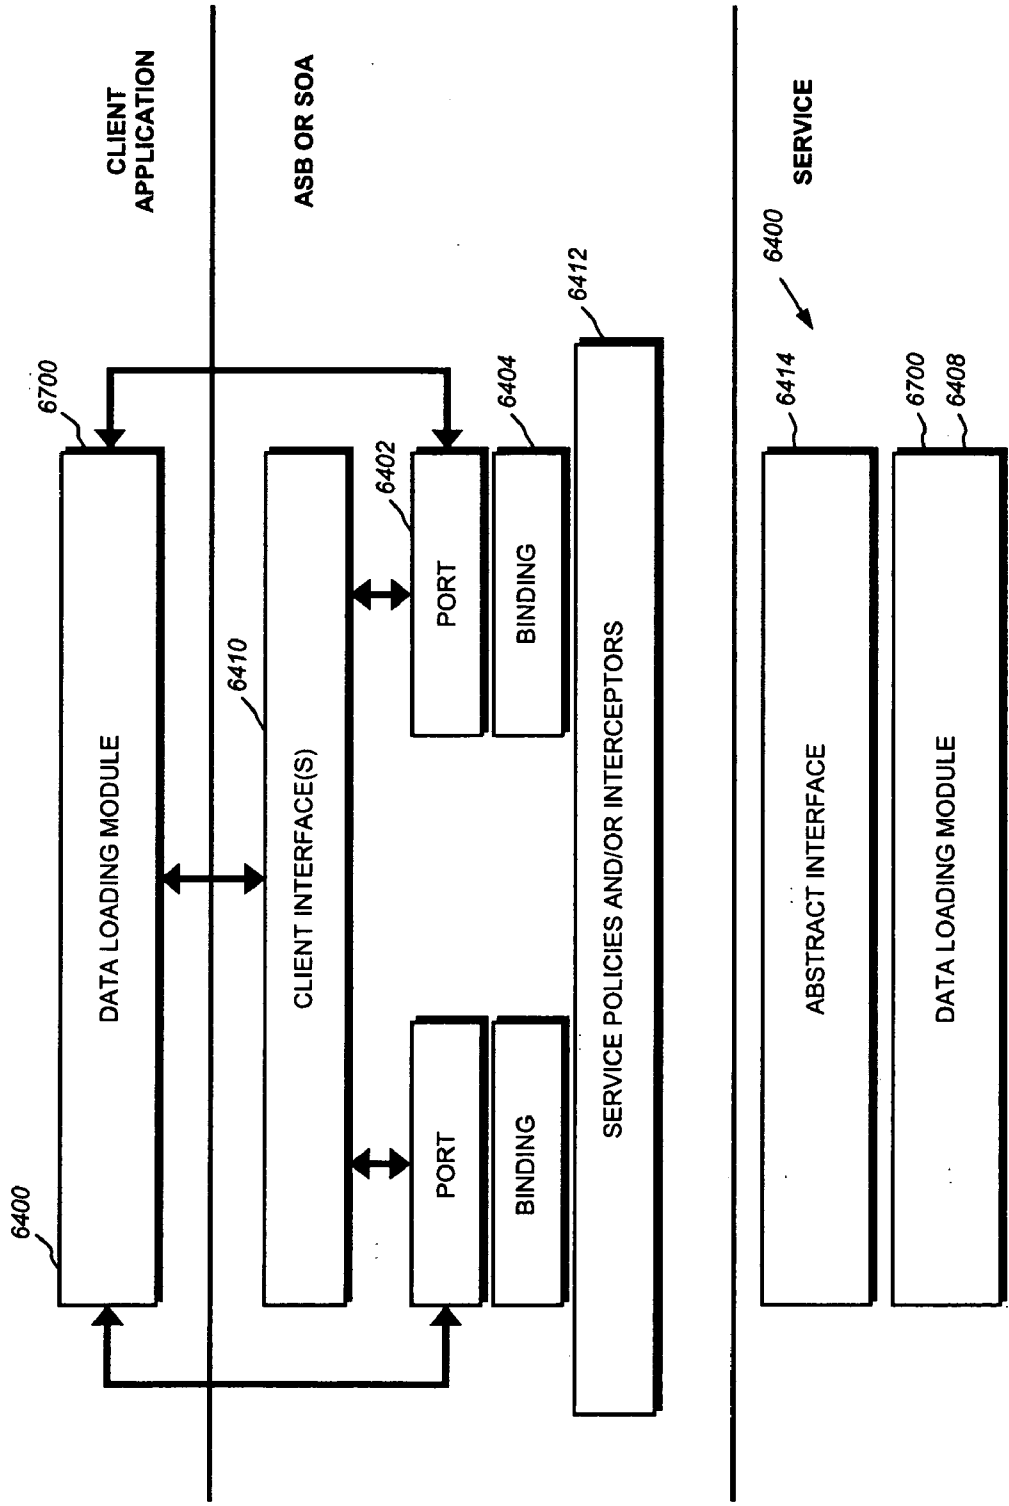 6400
DATA LOADING MODULE
6700
CLIENT
APPLICATION
CLIENT INTERFACE(S)
6410
ASB OR SOA
PORT
PORT
6402
BINDING
BINDING
6404
SERVICE POLICIES AND/OR INTERCEPTORS
6412
ABSTRACT INTERFACE
6414
6400
SERVICE
DATA LOADING MODULE
6700
6408